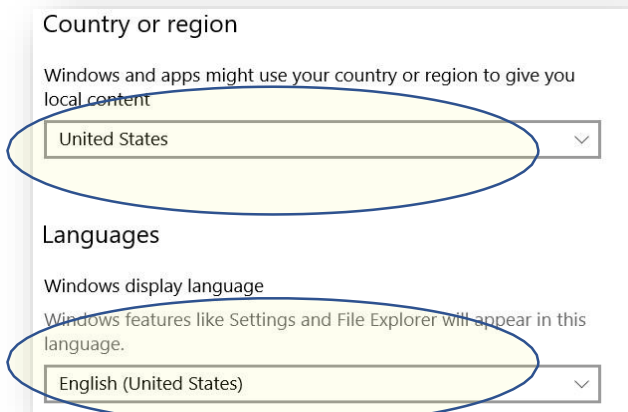 Country or region
Windows and apps might use your country or region to give you
local content
United States
Languages
Windows display language
Windows features like Settings and File Explorer will appear in this
language.
English (United States)